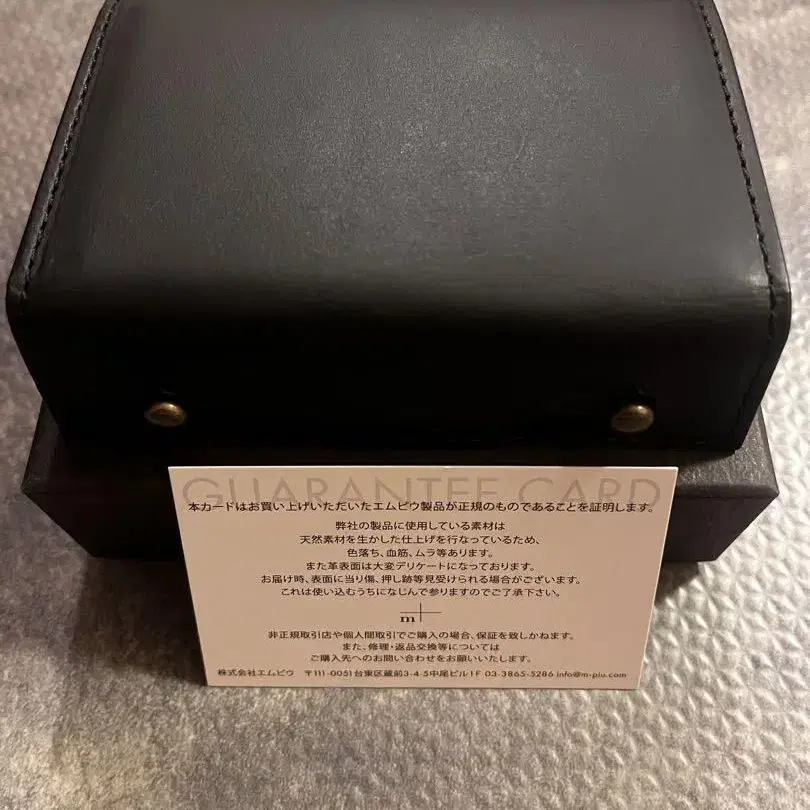 GUARANTEE CARD
本カードはお買い上げいただいたエムピウ製品が正規のものであることを証明します。
弊社の製品に使用している素材は
天然素材を生かした仕上げを行なっているため、
色落ち、血筋、ムラ等あります。
また革表面は大変デリケートになっております。
お届け時、表面に当り傷、押し跡等見受けられる場合がございます。
これは使い込むうちになじんで参りますのでご了承下さい。
m+
非正規取引店や個人間取引でご購入の場合、保証を致しかねます。
また、修理・返品交換等については
ご購入先へのお問い合わせをお願いいたします。
株式会社エムピウ 〒111-0051台東区蔵前3-4-5中尾ビル1F 03-3865-5286 info@m-piu.com